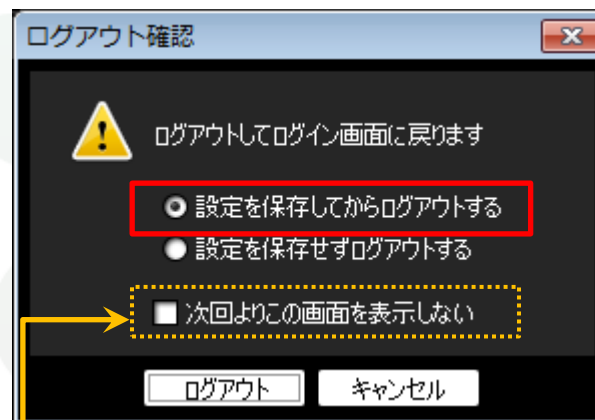 ログアウト確認
ログアウトしてログイン画面に戻ります
設定を保存してからログアウトする
設定を保存せずログアウトする
次回よりこの画面を表示しない
ログアウト
キャンセル